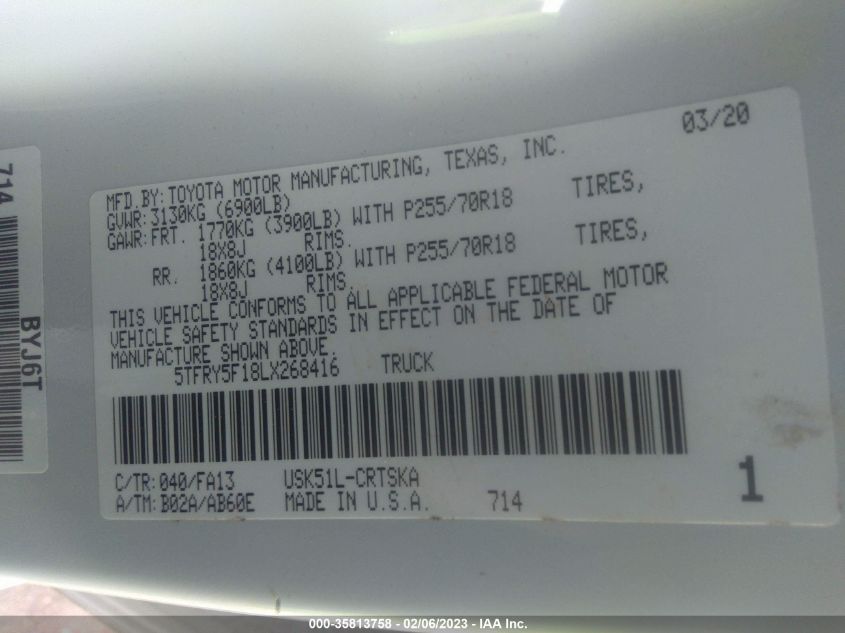 03/20
MFD.BY:TOYOTA MOTOR MANUFACTURING, TEXAS, INC.
GVWR:3130KG (6900LB)
GAWR:FRT. 1770KG (3900LB) WITH P255/70R18 TIRES,
18X8J RIMS.
RR. 1860KG (4100LB) WITH P255/70R18 TIRES,
18X8J RIMS.
THIS VEHICLE CONFORMS TO ALL APPLICABLE FEDERAL MOTOR
VEHICLE SAFETY STANDARDS IN EFFECT ON THE DATE OF
MANUFACTURE SHOWN ABOVE.
5TFRY5F18LX268416 TRUCK
C/TR:040/FA13 USK51L-CRTSKA
A/TM:B02A/AB60E MADE IN U.S.A. 714
1
714
BYJ6T
000-35813758 - 02/06/2023 - IAA Inc.